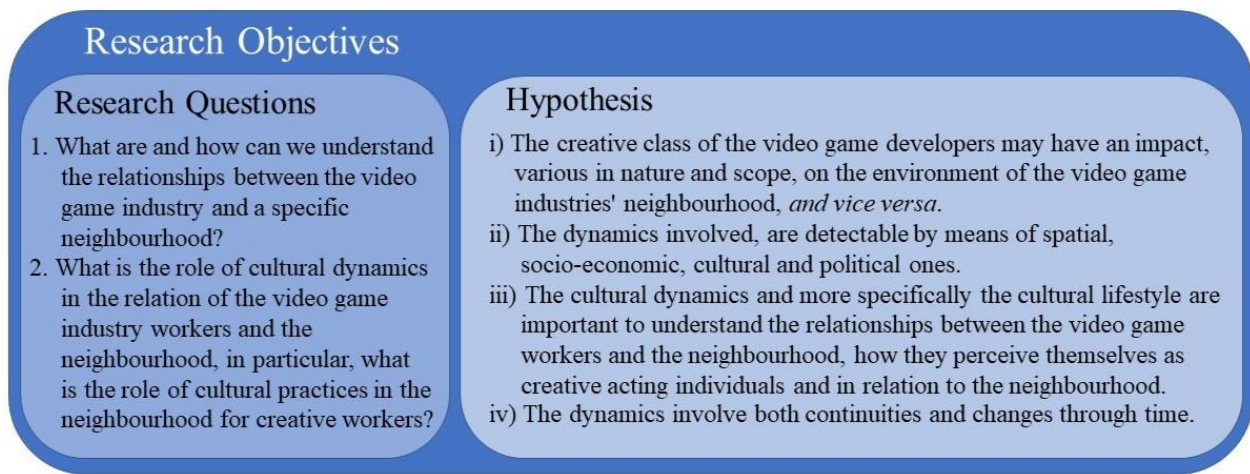 Research Objectives
Research Questions
1. What are and how can we understand
the relationships between the video
game industry and a specific
neighbourhood?
2. What is the role of cultural dynamics
in the relation of the video game
industry workers and the
neighbourhood, in particular, what
is the role of cultural practices in the
neighbourhood for creative workers?
Hypothesis
i) The creative class of the video game developers may have an impact,
various in nature and scope, on the environment of the video game
industries' neighbourhood, and vice versa.
ii) The dynamics involved, are detectable by means of spatial,
socio-economic, cultural and political ones.
iii) The cultural dynamics and more specifically the cultural lifestyle are
important to understand the relationships between the video game
workers and the neighbourhood, how they perceive themselves as
creative acting individuals and in relation to the neighbourhood.
iv) The dynamics involve both continuities and changes through time.